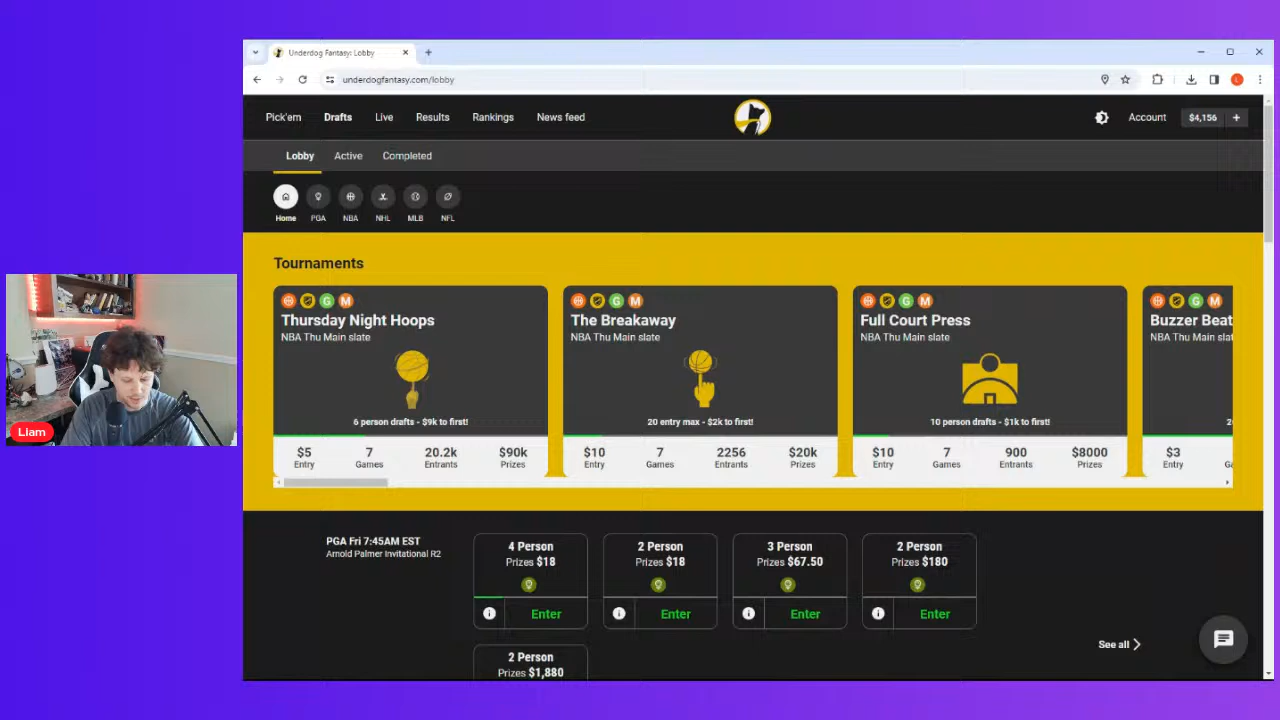 Underdog Fantasy: Lobby
underdogfantasy.com/lobby
Pick'em Drafts Live Results Rankings News feed
Account $4,156 +
Lobby Active Completed
Home PGA NBA NHL MLB NFL
Tournaments
G M
Thursday Night Hoops
NBA Thu Main slate
6 person drafts - $9k to first!
$5 7 20.2k $90k
Entry Games Entrants Prizes
G M
The Breakaway
NBA Thu Main slate
20 entry max - $2k to first!
$10 7 2256 $20k
Entry Games Entrants Prizes
G M
Full Court Press
NBA Thu Main slate
10 person drafts - $1k to first!
$10 7 900 $8000
Entry Games Entrants Prizes
G M
Buzzer Beat
NBA Thu Main slat
$3
Entry
Liam
PGA Fri 7:45AM EST
Arnold Palmer Invitational R2
4 Person
Prizes $18
Enter
2 Person
Prizes $18
Enter
3 Person
Prizes $67.50
Enter
2 Person
Prizes $180
Enter
2 Person
Prizes $1,880
See all